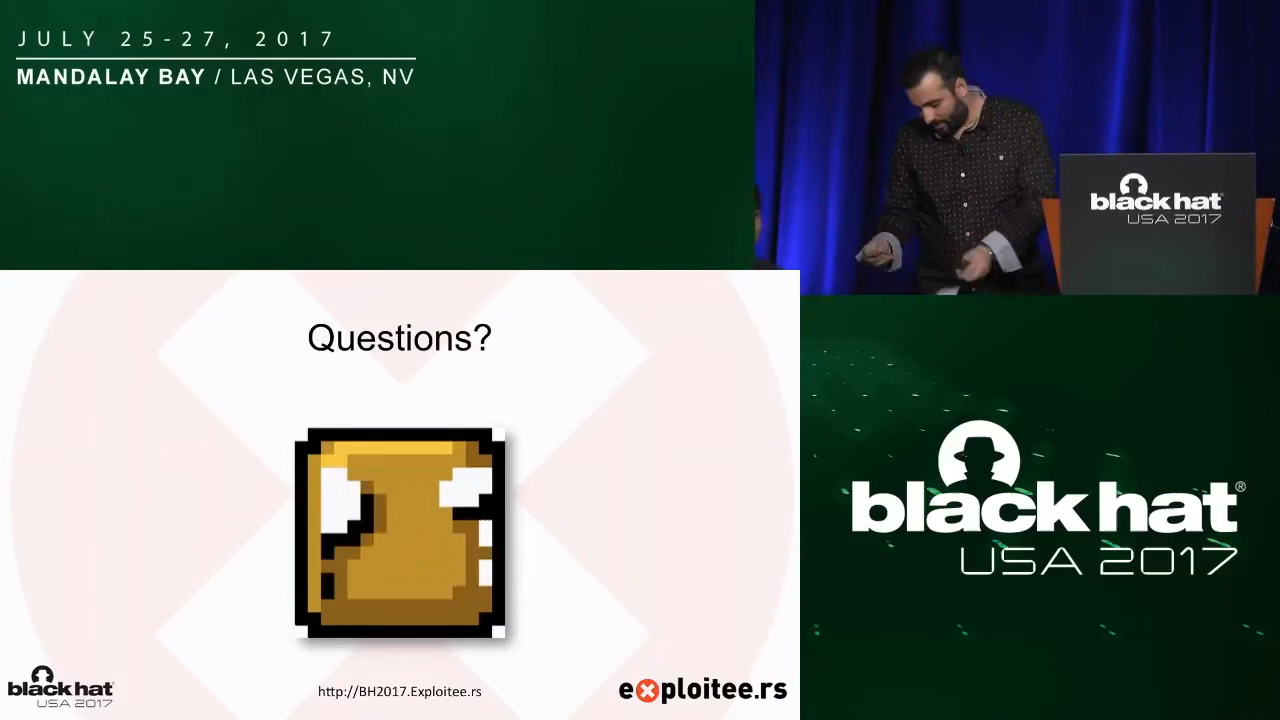 JULY 25-27, 2017
MANDALAY BAY / LAS VEGAS, NV
black hat
USA 2017
Questions?
black hat®
USA 2017
black hat
USA 2017
http://BH2017.Exploitee.rs
exploitee.rs